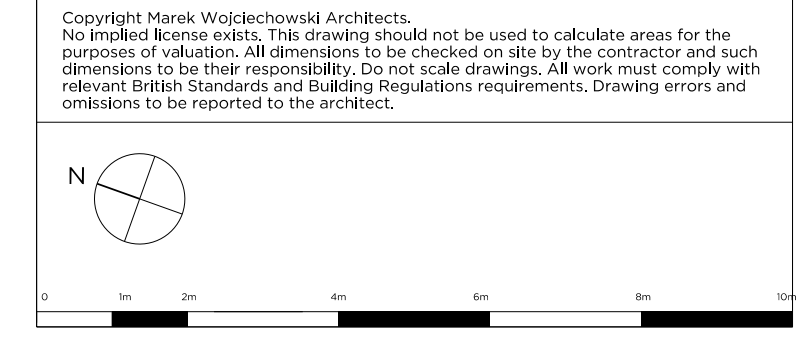 Copyright Marek Wojciechowski Architects.
No implied license exists. This drawing should not be used to calculate areas for the
purposes of valuation. All dimensions to be checked on site by the contractor and such
dimensions to be their responsibility. Do not scale drawings. All work must comply with
relevant British Standards and Building Regulations requirements. Drawing errors and
omissions to be reported to the architect.
N
0 1m 2m 4m 6m 8m 10m